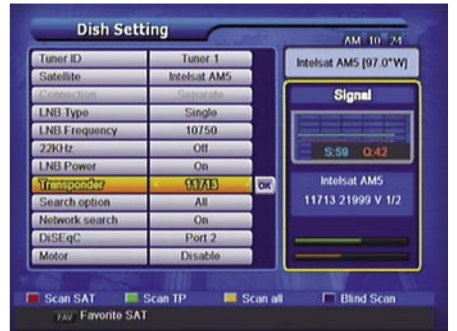 Dish Setting
AM 10 24
Tuner ID Tuner 1
Satellite Intelsat AM5
Connection Separate
LNB Type Single
LNB Frequency 10750
22KHz Off
LNB Power On
Transponder 11713 OK
Search option All
Network search On
DiSEqC Port 2
Motor Disable
Intelsat AM5 [97.0°W]
Signal
S:59 Q:42
Intelsat AM5
11713 21999 V 1/2
Scan SAT Scan TP Scan all Blind Scan
FAV Favorite SAT